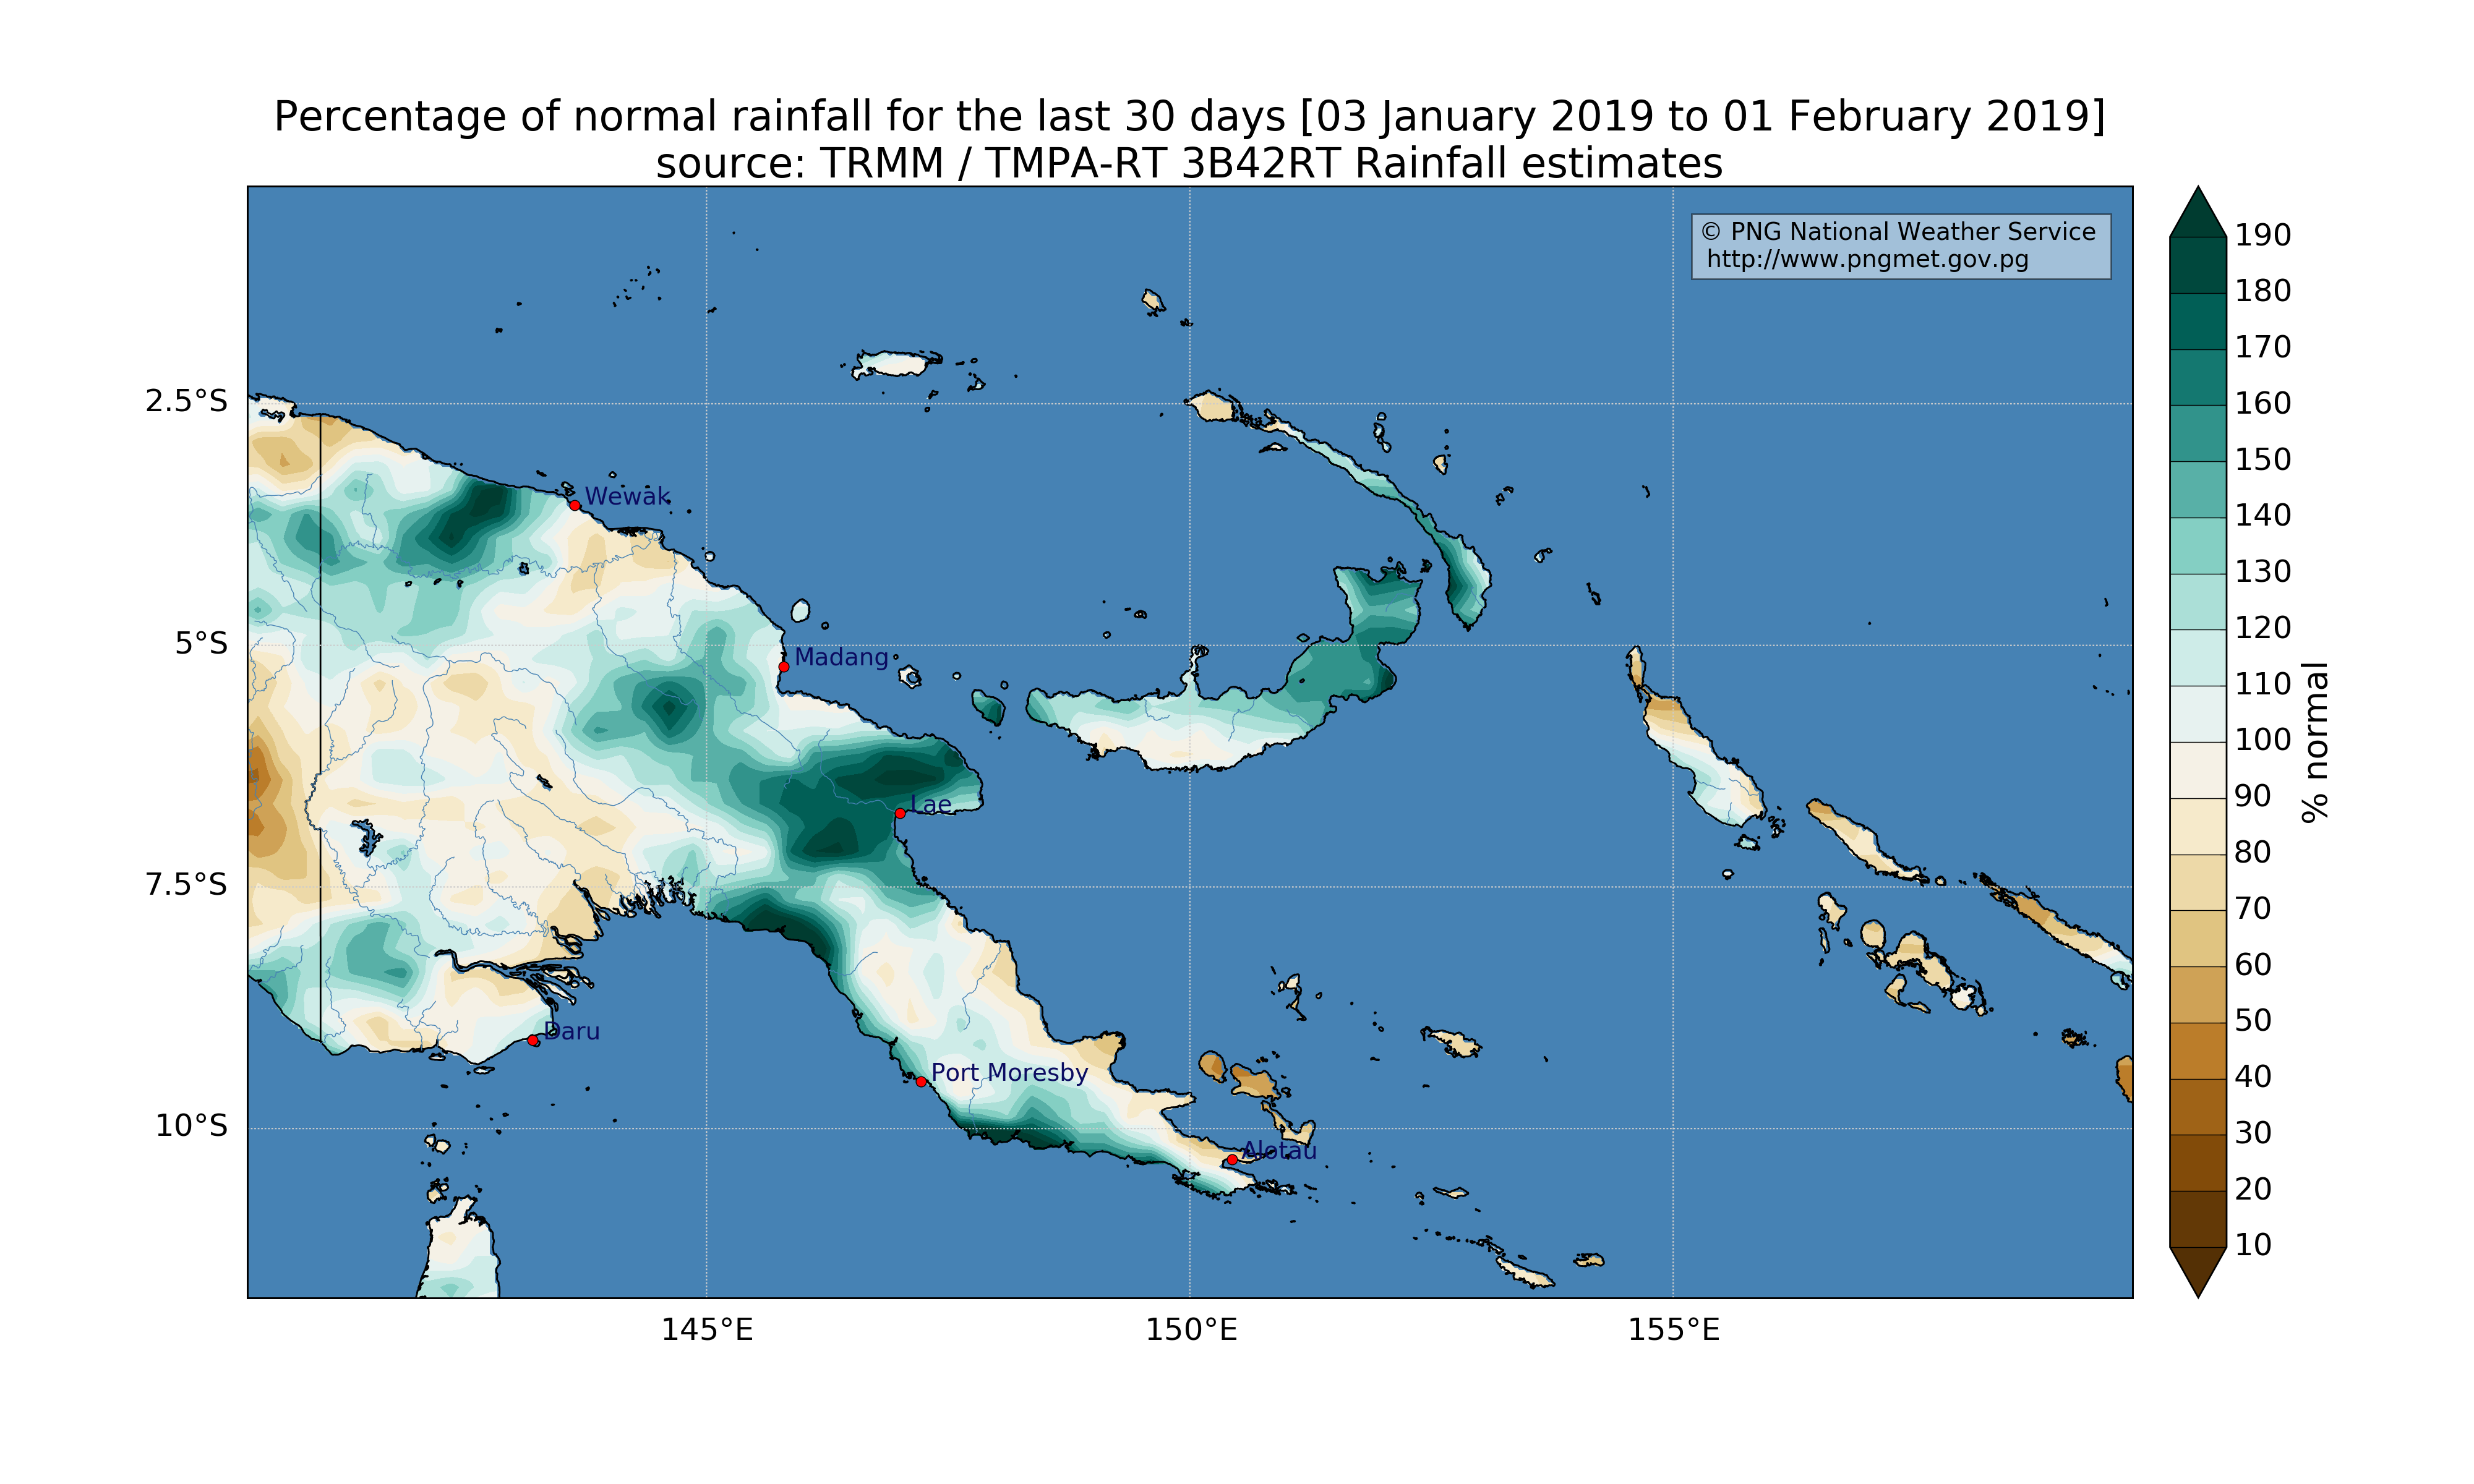 Percentage of normal rainfall for the last 30 days [03 January 2019 to 01 February 2019]
source: TRMM / TMPA-RT 3B42RT Rainfall estimates
© PNG National Weather Service
http://www.pngmet.gov.pg
190
180
170
160
150
140
130
120
110
100
90
80
70
60
50
40
30
20
10
% normal
2.5°S
5°S
7.5°S
10°S
Wewak
Madang
Lae
Daru
Port Moresby
Alotau
145°E
150°E
155°E